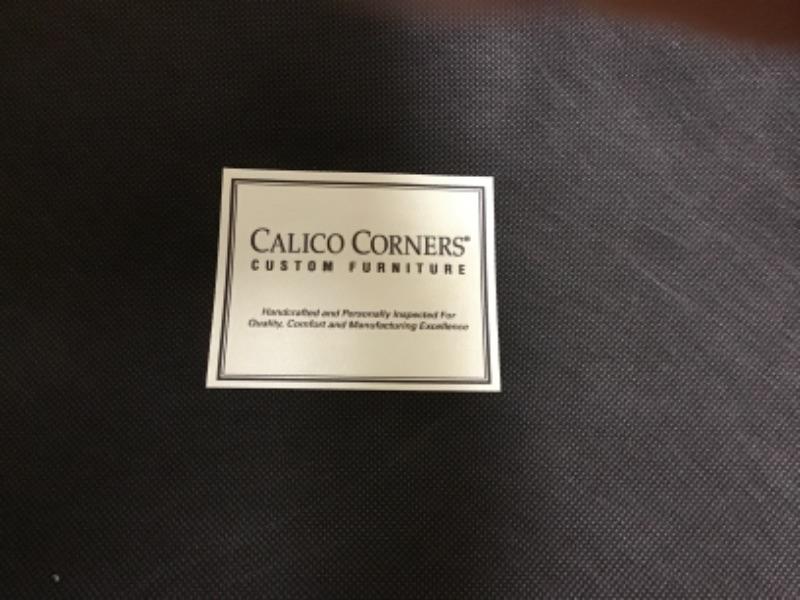 CALICO CORNERS®
CUSTOM FURNITURE
Handcrafted and Personally Inspected For
Quality, Comfort and Manufacturing Excellence